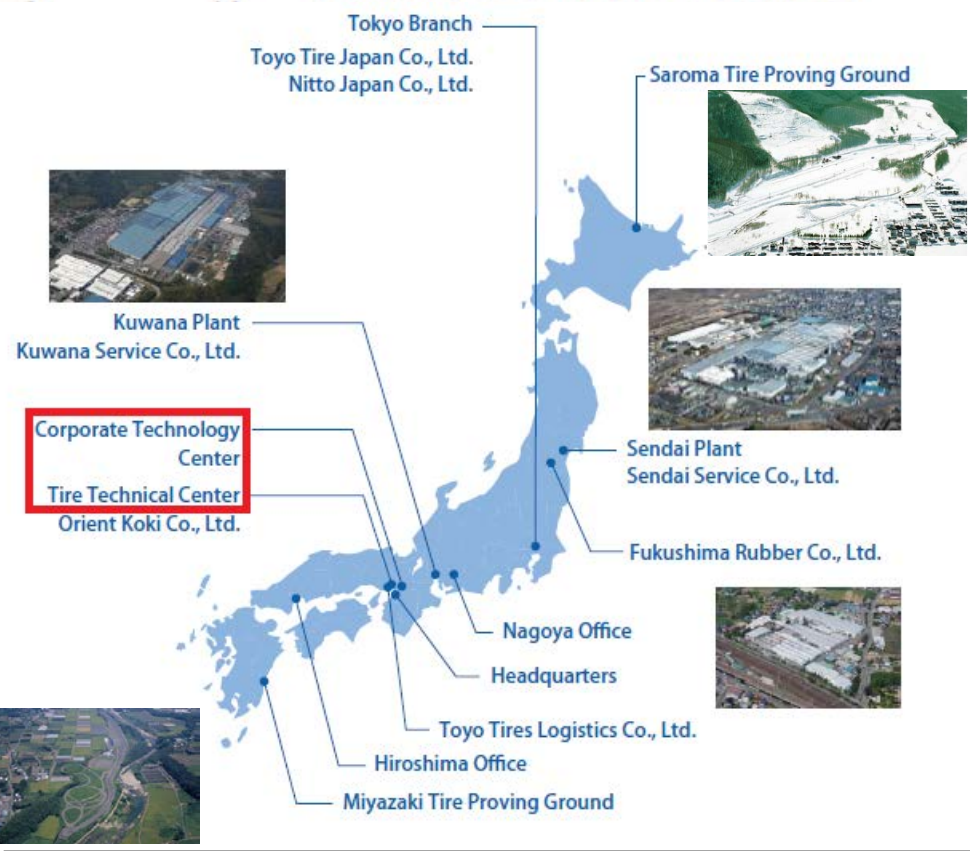 Tokyo Branch
Toyo Tire Japan Co., Ltd.
Nitto Japan Co., Ltd.
Saroma Tire Proving Ground
Kuwana Plant
Kuwana Service Co., Ltd.
Corporate Technology
Center
Tire Technical Center
Orient Koki Co., Ltd.
Sendai Plant
Sendai Service Co., Ltd.
Fukushima Rubber Co., Ltd.
Nagoya Office
Headquarters
Toyo Tires Logistics Co., Ltd.
Hiroshima Office
Miyazaki Tire Proving Ground